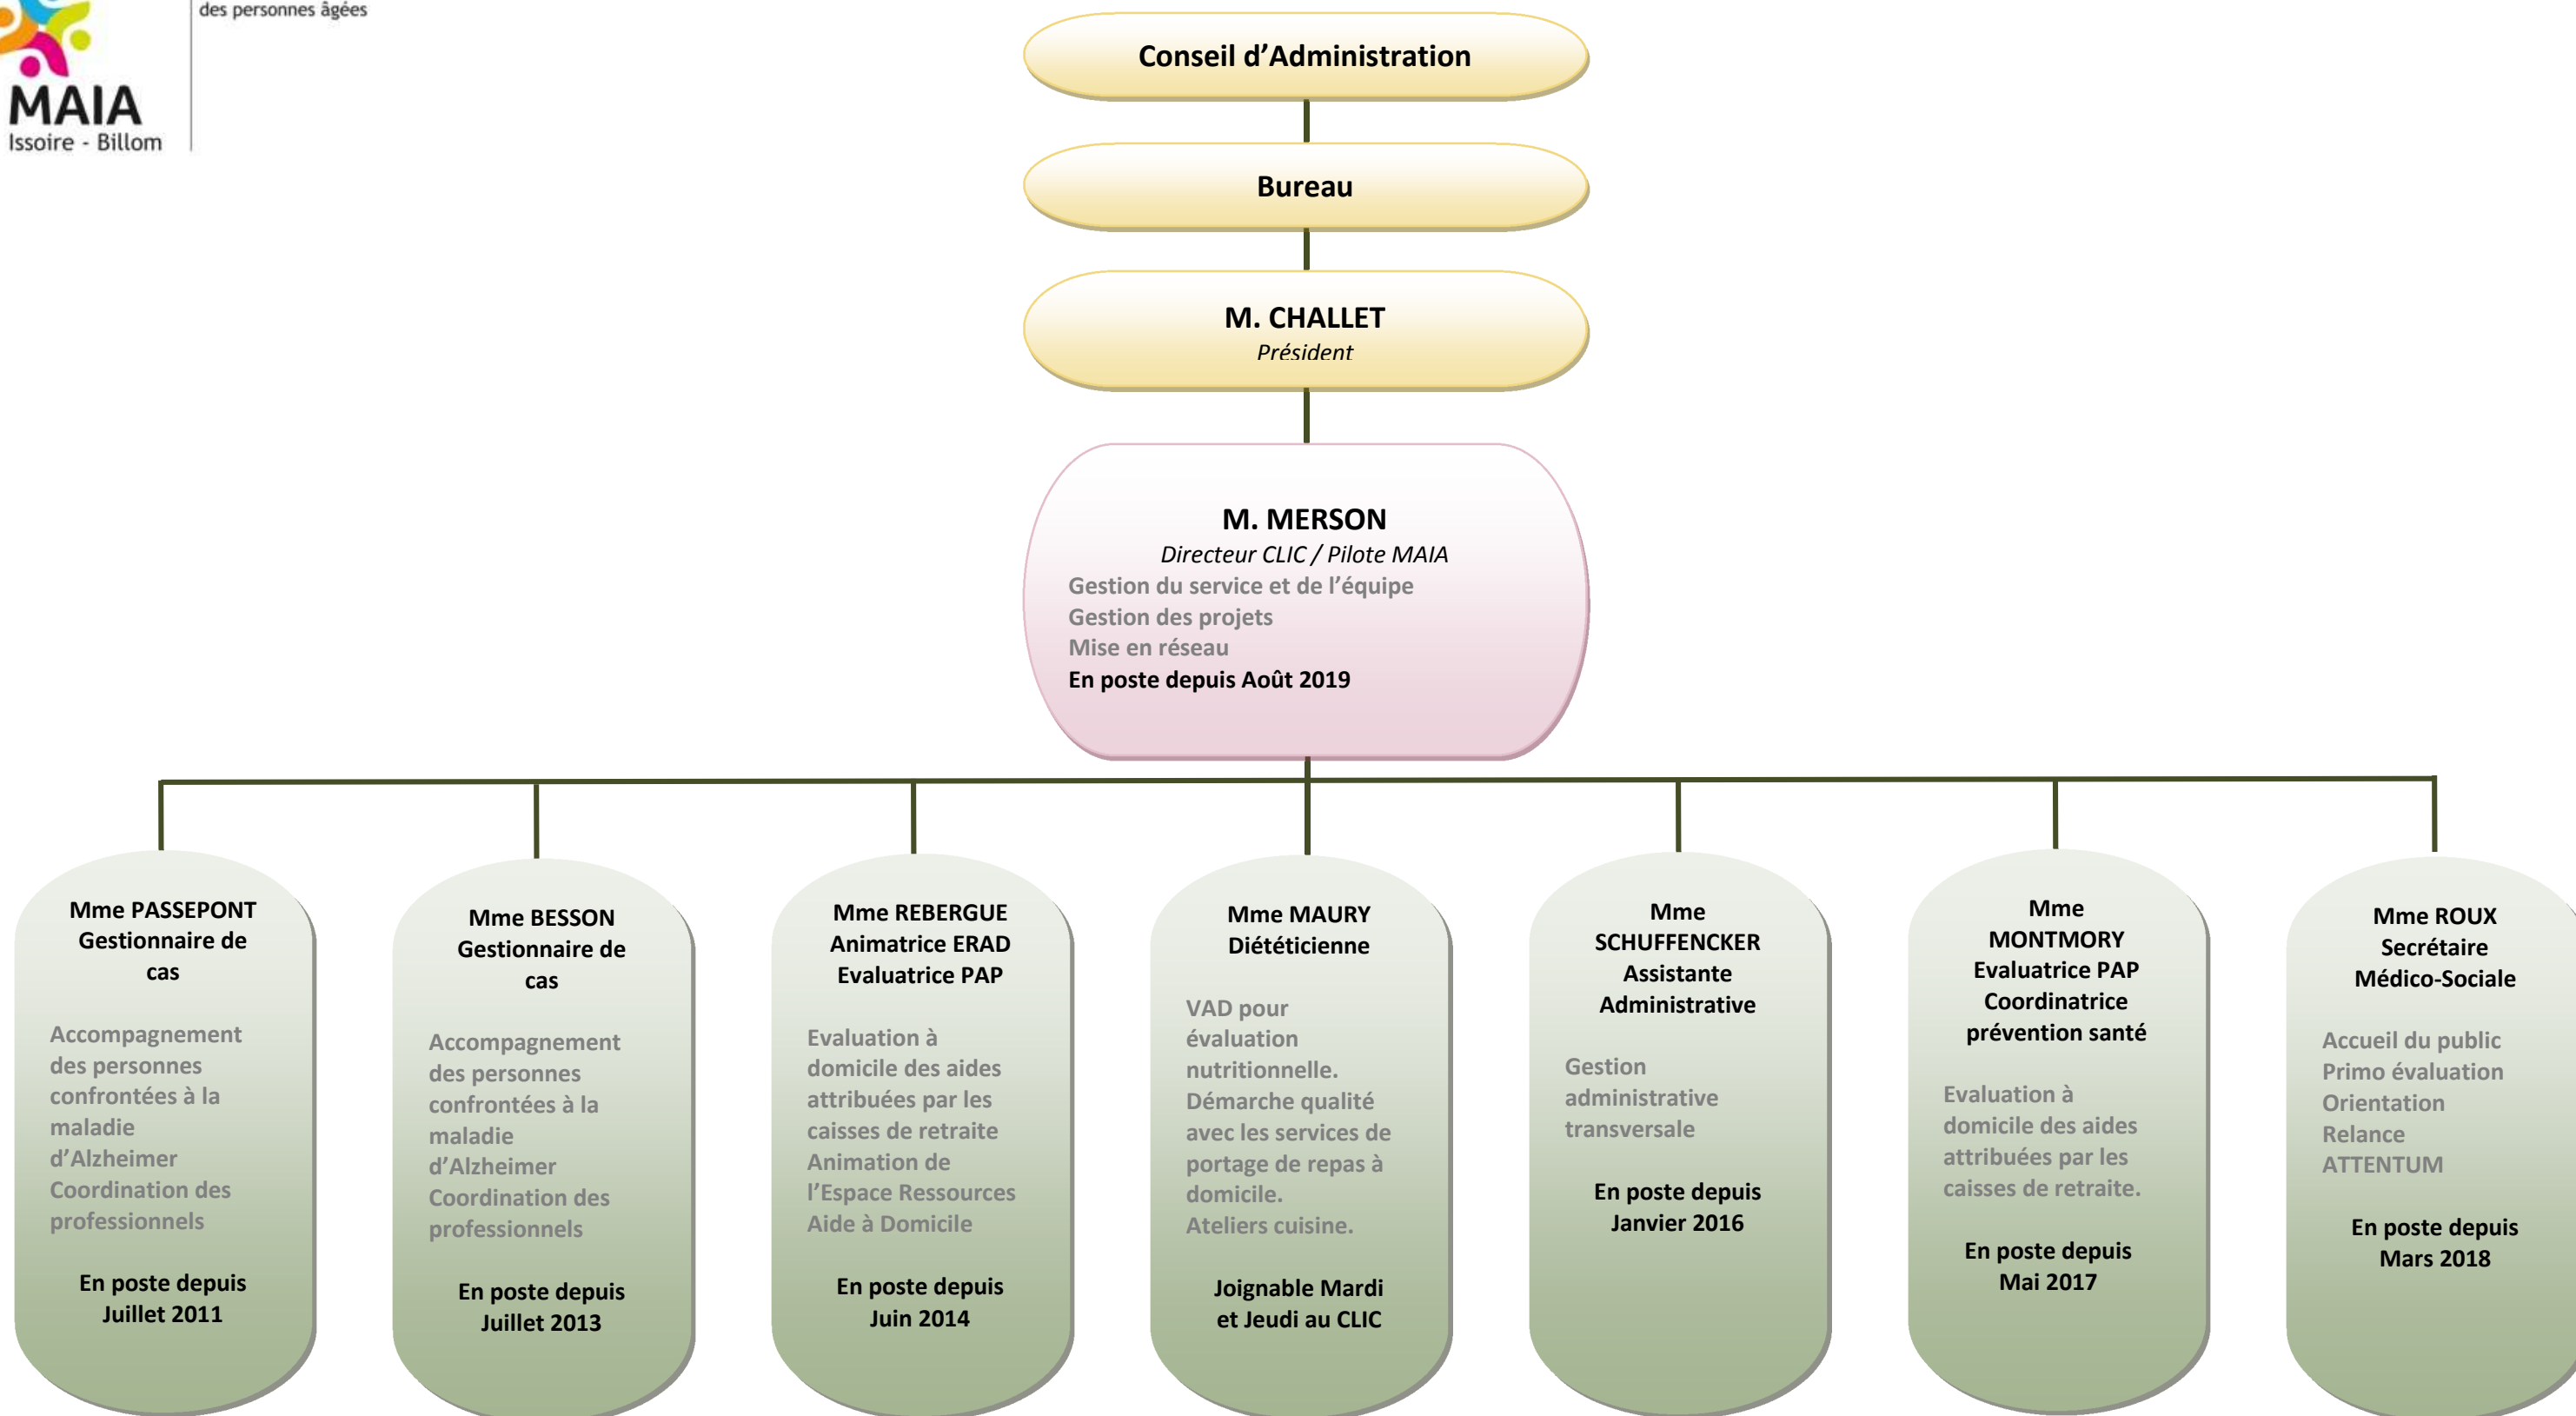 des personnes âgées
MAIA
Issoire - Billom
Conseil d’Administration
Bureau
M. CHALLET
Président
M. MERSON
Directeur CLIC / Pilote MAIA
Gestion du service et de l’équipe
Gestion des projets
Mise en réseau
En poste depuis Août 2019
Mme PASSEPONT
Gestionnaire de
cas
Accompagnement
des personnes
confrontées à la
maladie
d’Alzheimer
Coordination des
professionnels
En poste depuis
Juillet 2011
Mme BESSON
Gestionnaire de
cas
Accompagnement
des personnes
confrontées à la
maladie
d’Alzheimer
Coordination des
professionnels
En poste depuis
Juillet 2013
Mme REBERGUE
Animatrice ERAD
Evaluatrice PAP
Evaluation à
domicile des aides
attribuées par les
caisses de retraite
Animation de
l’Espace Ressources
Aide à Domicile
En poste depuis
Juin 2014
Mme MAURY
Diététicienne
VAD pour
évaluation
nutritionnelle.
Démarche qualité
avec les services de
portage de repas à
domicile.
Ateliers cuisine.
Joignable Mardi
et Jeudi au CLIC
Mme
SCHUFFENCKER
Assistante
Administrative
Gestion
administrative
transversale
En poste depuis
Janvier 2016
Mme
MONTMORY
Evaluatrice PAP
Coordinatrice
prévention santé
Evaluation à
domicile des aides
attribuées par les
caisses de retraite.
En poste depuis
Mai 2017
Mme ROUX
Secrétaire
Médico-Sociale
Accueil du public
Primo évaluation
Orientation
Relance
ATTENTUM
En poste depuis
Mars 2018